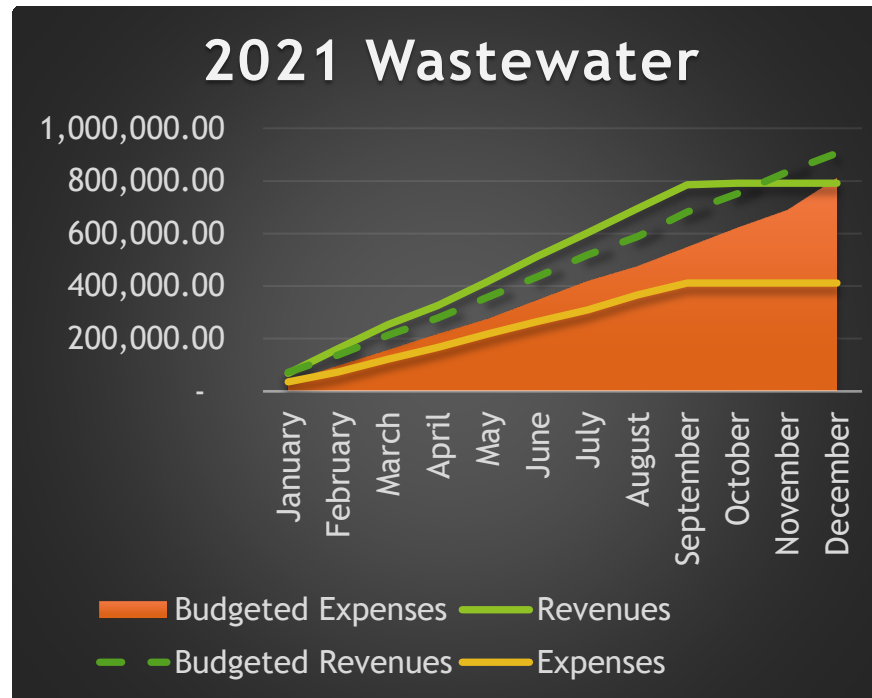 2021 Wastewater
1,000,000.00
800,000.00
600,000.00
400,000.00
200,000.00
-
January
February
March
April
May
June
July
August
September
October
November
December
Budgeted Expenses
Revenues
Budgeted Revenues
Expenses